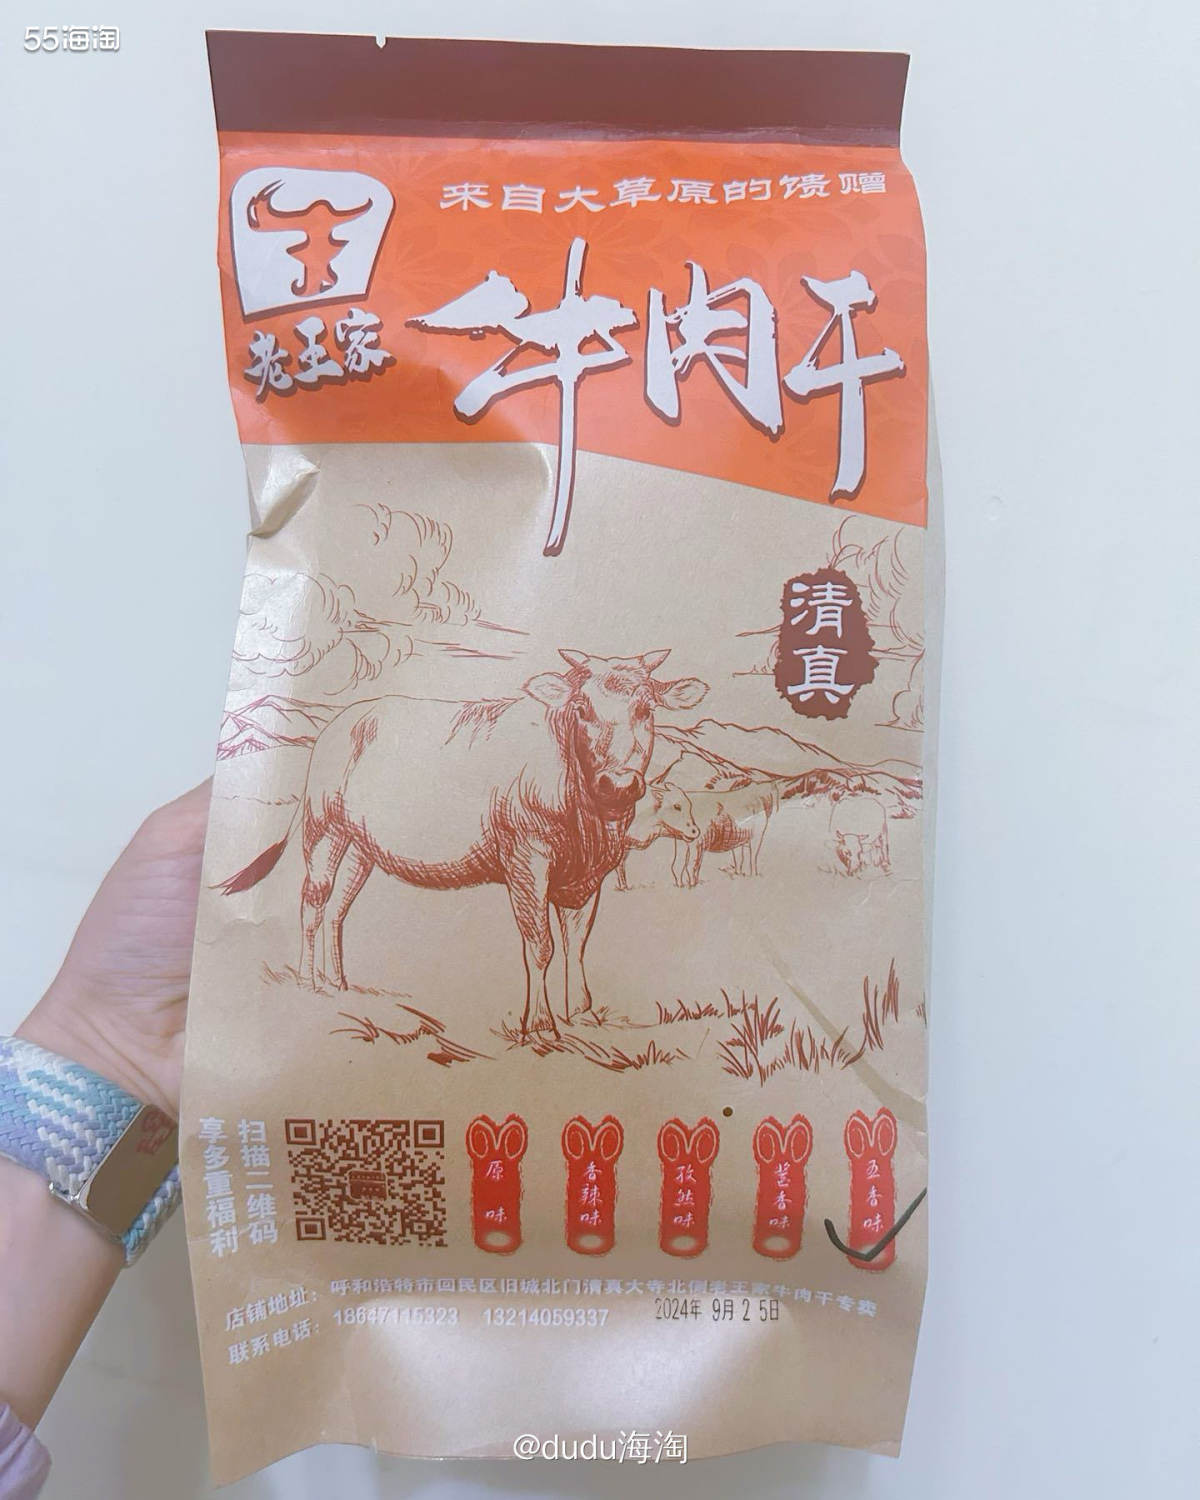 55海淘
来自大草原的馈赠
老王家
牛肉干
清真
扫描二维码
享多重福利
原味
香辣味
孜然味
茴香味
五香味
店铺地址：呼和浩特市回民区旧城北门清真大寺北侧老王家牛肉干专卖
联系电话：18647115323 13214059337
2024年 9月 2 5日
@dudu海淘